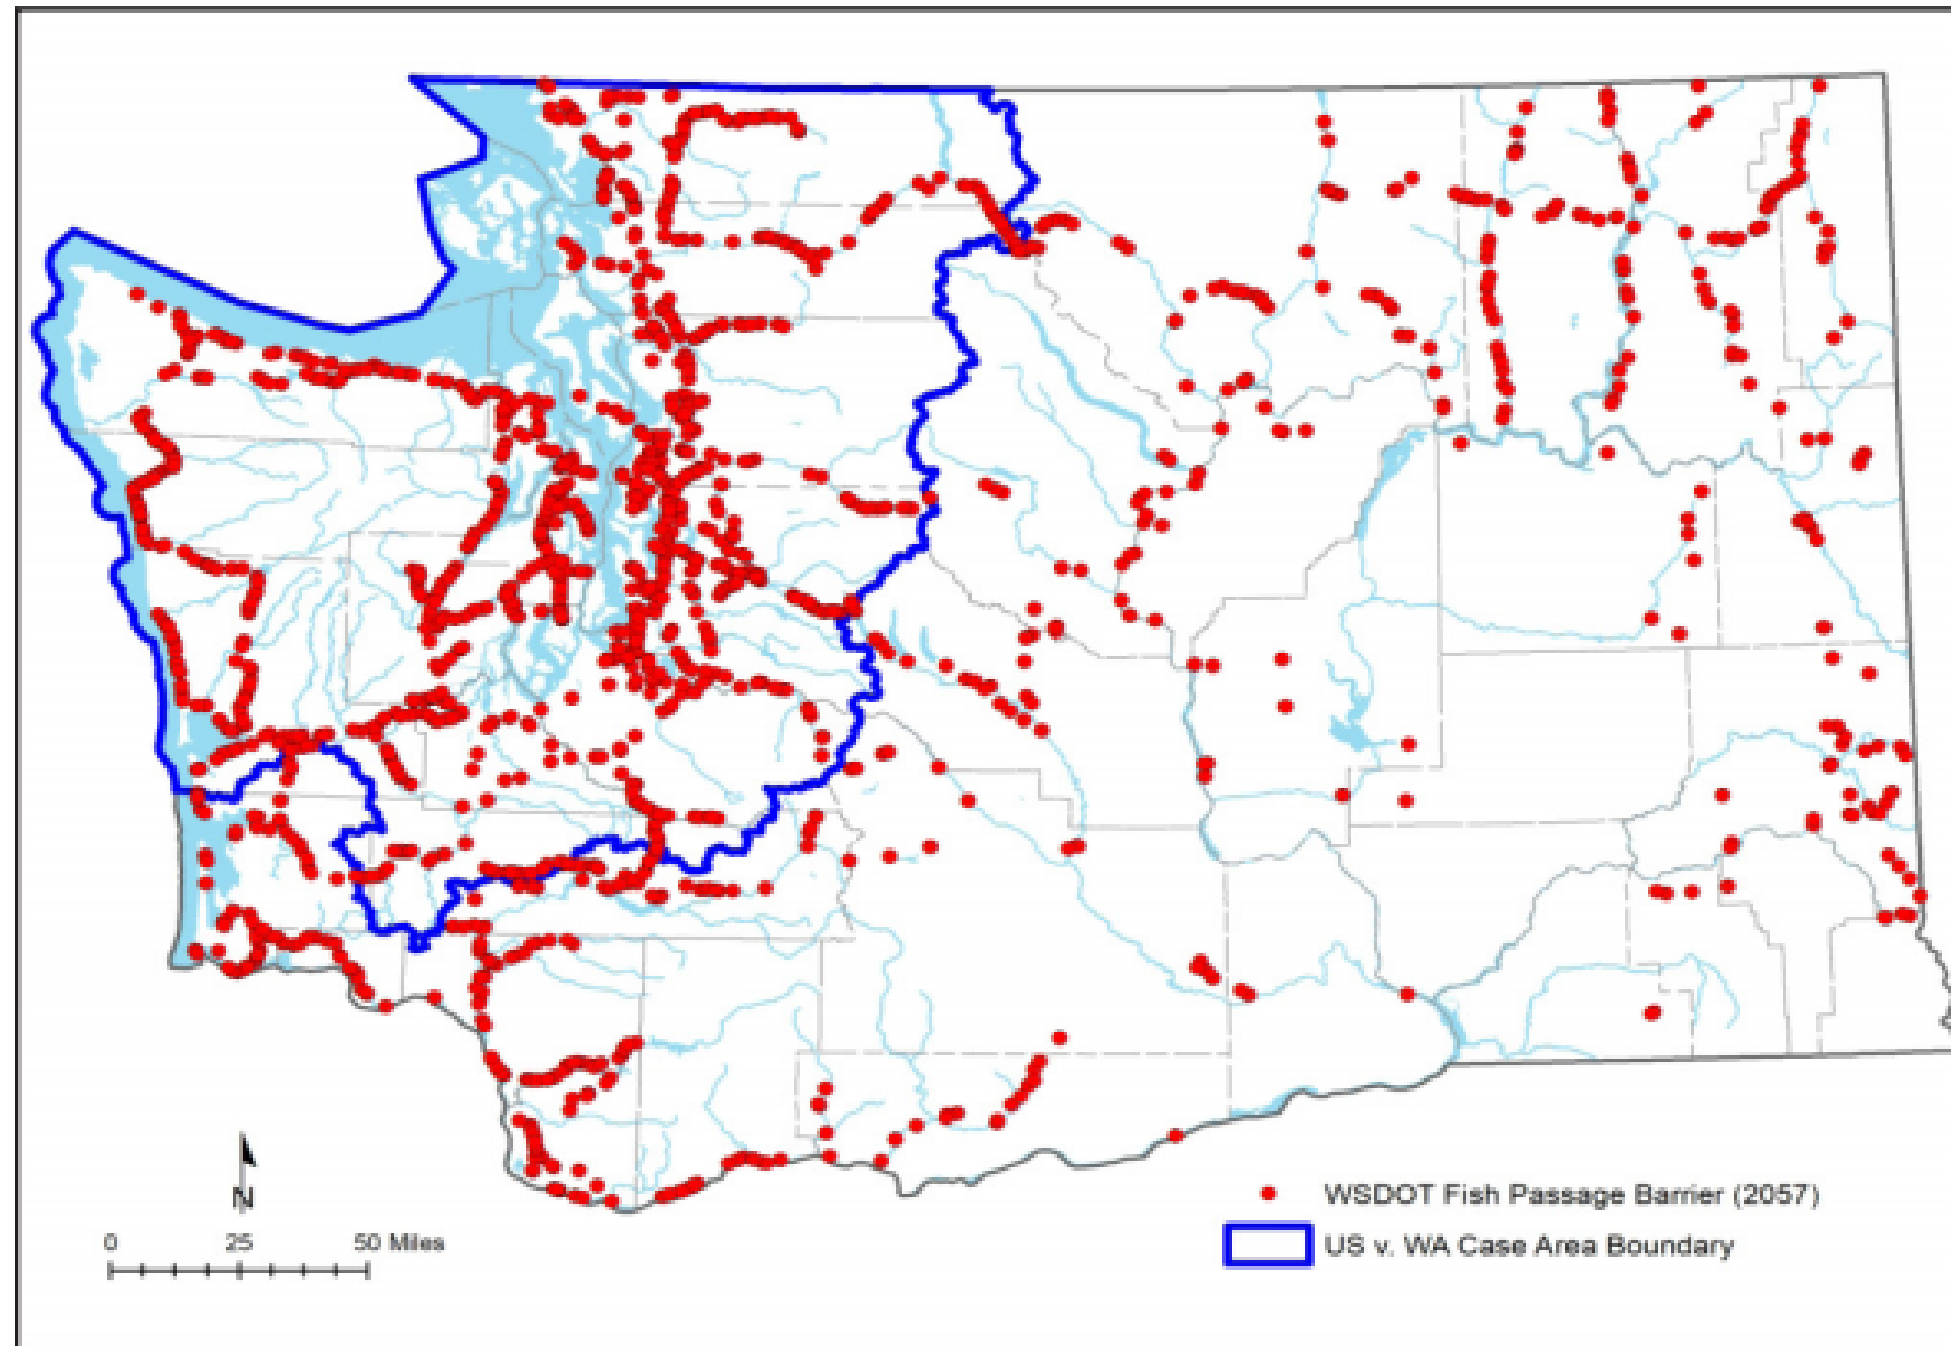 N
0 25 50 Miles
WSDOT Fish Passage Barrier (2057)
US v. WA Case Area Boundary